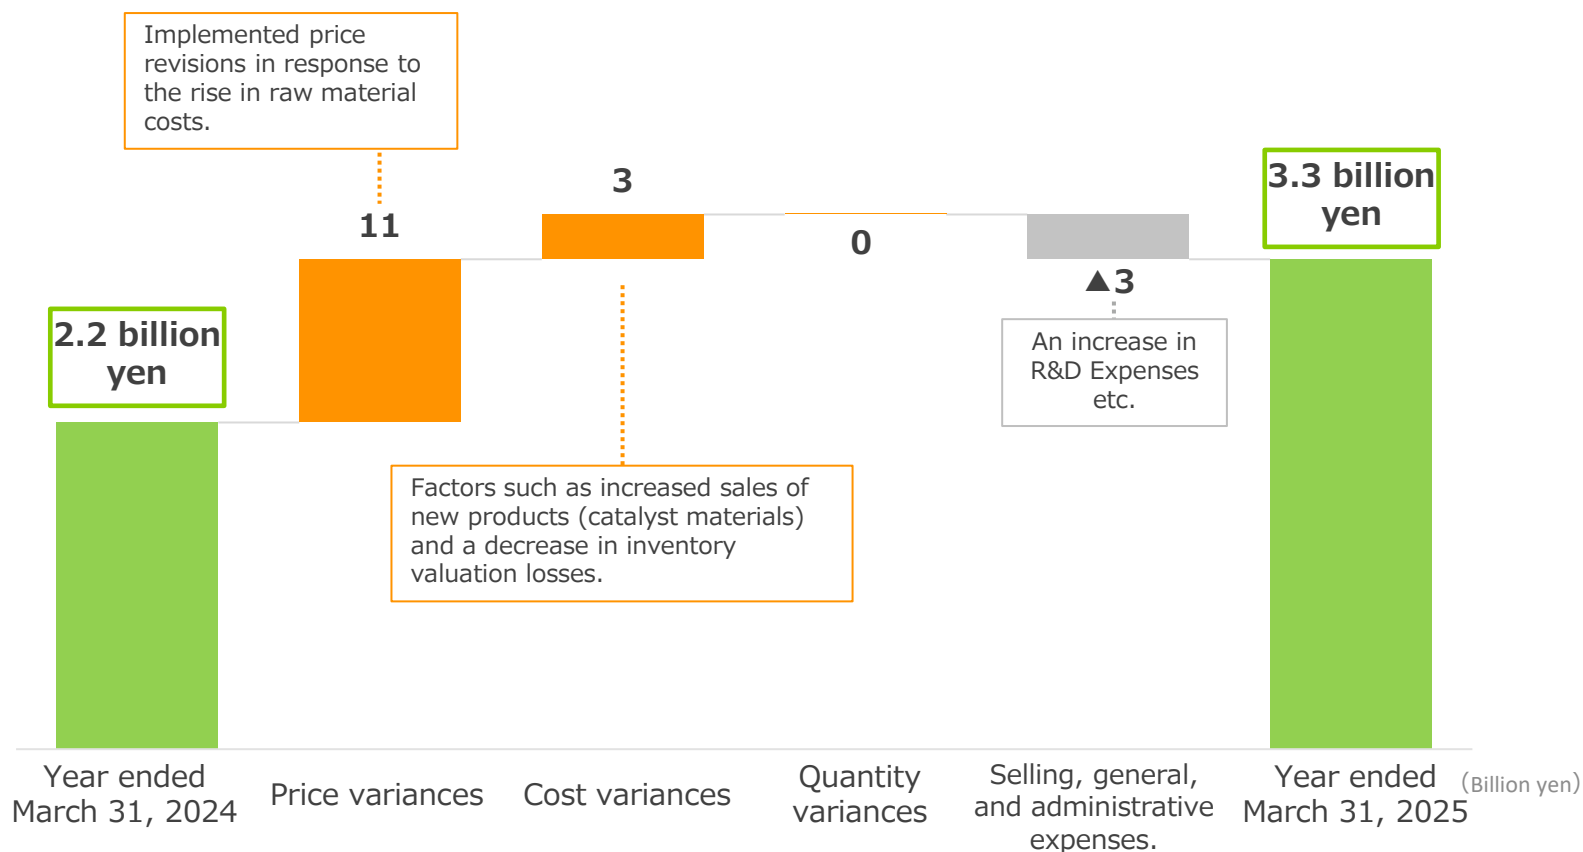 Implemented price
revisions in response to
the rise in raw material
costs.
3
3.3 billion
yen
11
0
▲3
2.2 billion
yen
An increase in
R&D Expenses
etc.
Factors such as increased sales of
new products (catalyst materials)
and a decrease in inventory
valuation losses.
Year ended
March 31, 2024
Price variances
Cost variances
Quantity
variances
Selling, general,
and administrative
expenses.
Year ended
March 31, 2025
(Billion yen)